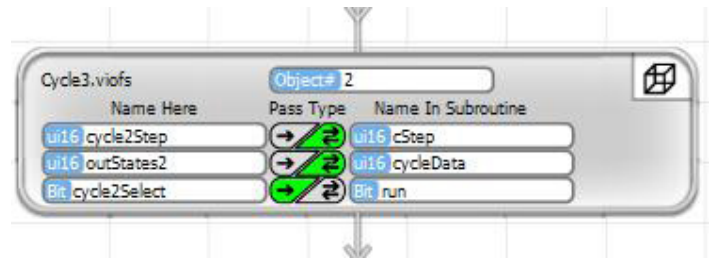 Cycle3.viofs Object# 2
Name Here Pass Type Name In Subroutine
ui16 cycle2Step ui16 cStep
ui16 outStates2 ui16 cycleData
Bit cycle2Select Bit run